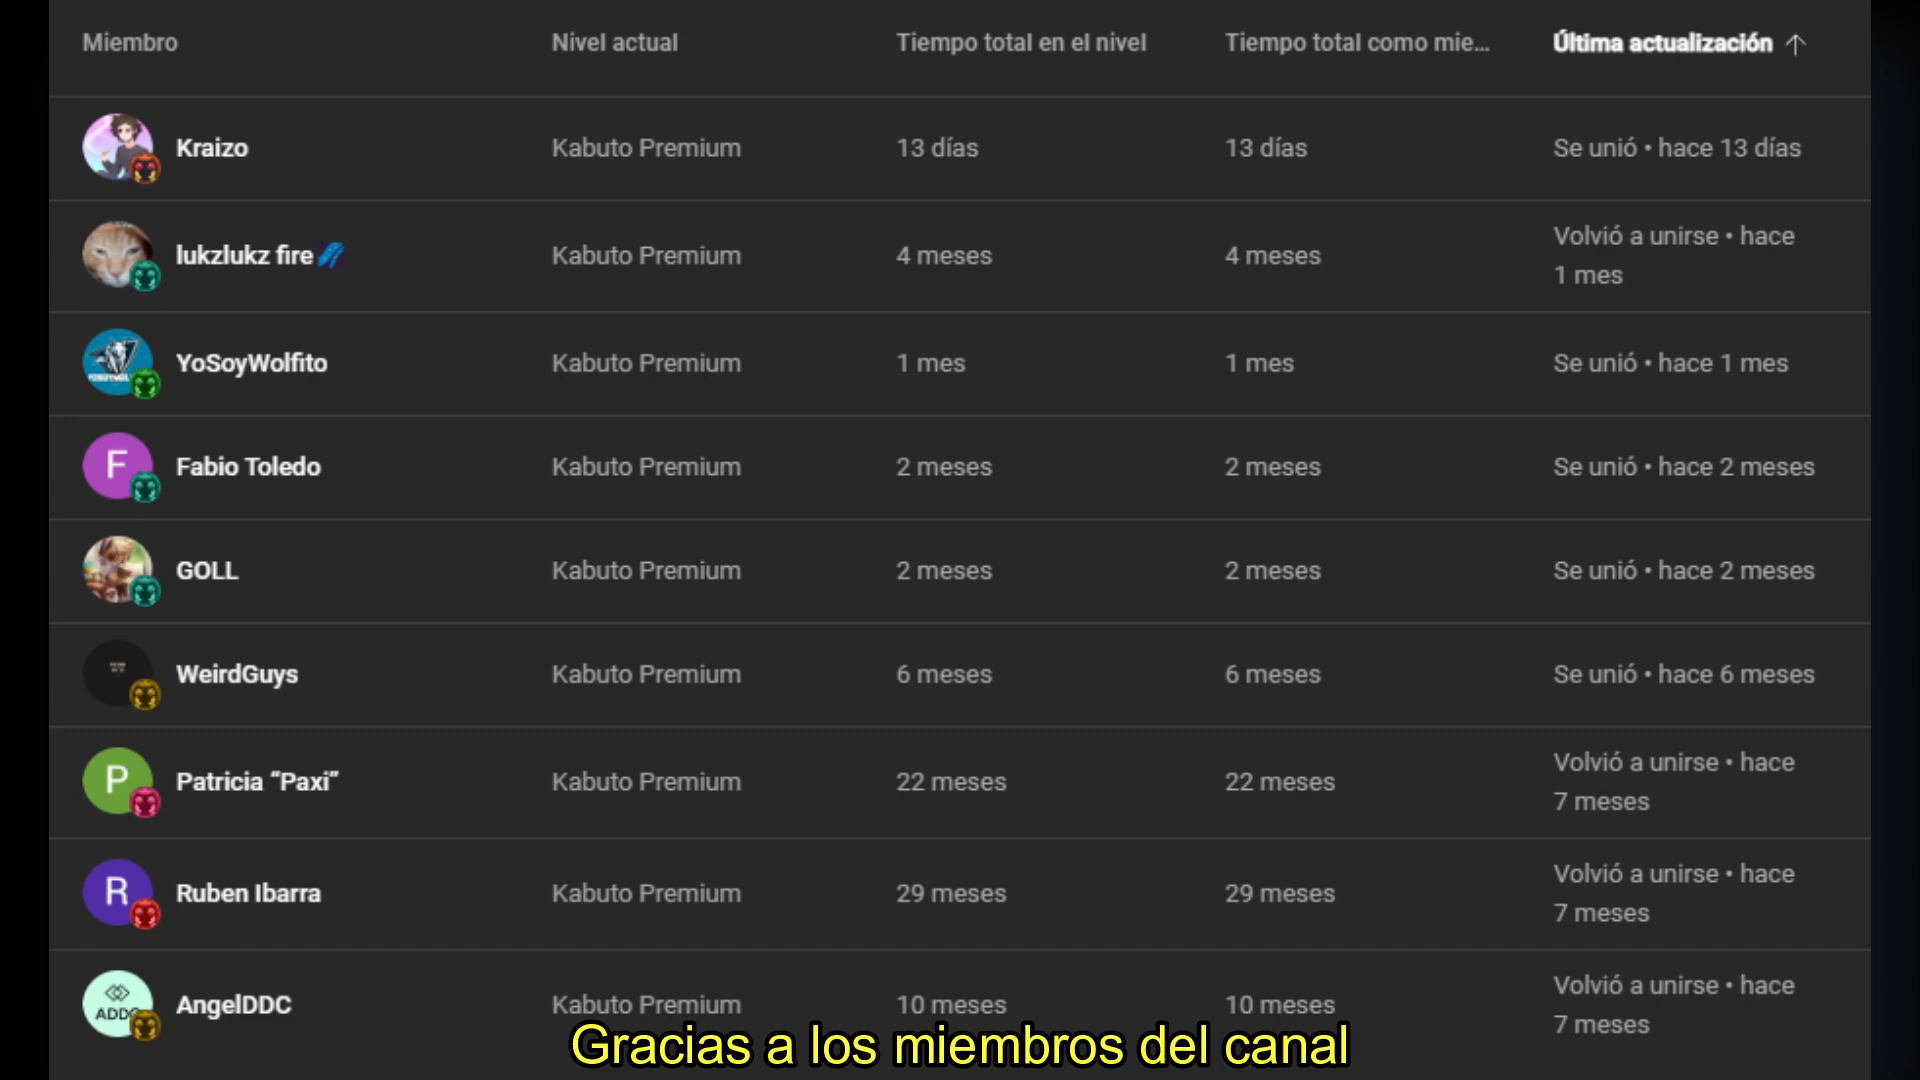 Miembro Nivel actual Tiempo total en el nivel Tiempo total como mie... Última actualización ↑
Kraizo Kabuto Premium 13 días 13 días Se unió • hace 13 días
lukzlukz fire Kabuto Premium 4 meses 4 meses Volvió a unirse • hace
1 mes
YoSoyWolfito Kabuto Premium 1 mes 1 mes Se unió • hace 1 mes
F Fabio Toledo Kabuto Premium 2 meses 2 meses Se unió • hace 2 meses
GOLL Kabuto Premium 2 meses 2 meses Se unió • hace 2 meses
WeirdGuys Kabuto Premium 6 meses 6 meses Se unió • hace 6 meses
P Patricia “Paxi” Kabuto Premium 22 meses 22 meses Volvió a unirse • hace
7 meses
R Ruben Ibarra Kabuto Premium 29 meses 29 meses Volvió a unirse • hace
7 meses
AngelDDC Kabuto Premium 10 meses 10 meses Volvió a unirse • hace
7 meses
Gracias a los miembros del canal